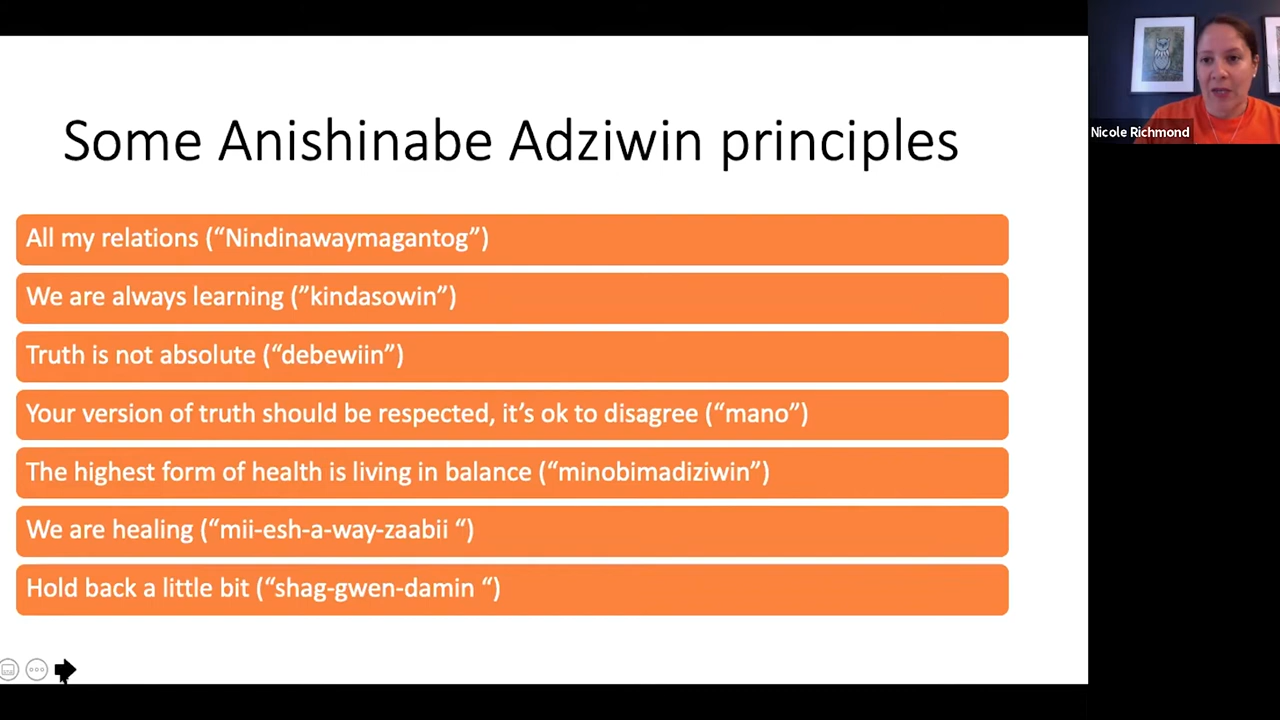 Some Anishinabe Adziwin principles
All my relations (“Nindinawaymagantog”)
We are always learning (”kindasowin”)
Truth is not absolute (“debewiin”)
Your version of truth should be respected, it’s ok to disagree (“mano”)
The highest form of health is living in balance (“minobimadiziwin”)
We are healing (“mii-esh-a-way-zaabii “)
Hold back a little bit (“shag-gwen-damin “)
Nicole Richmond